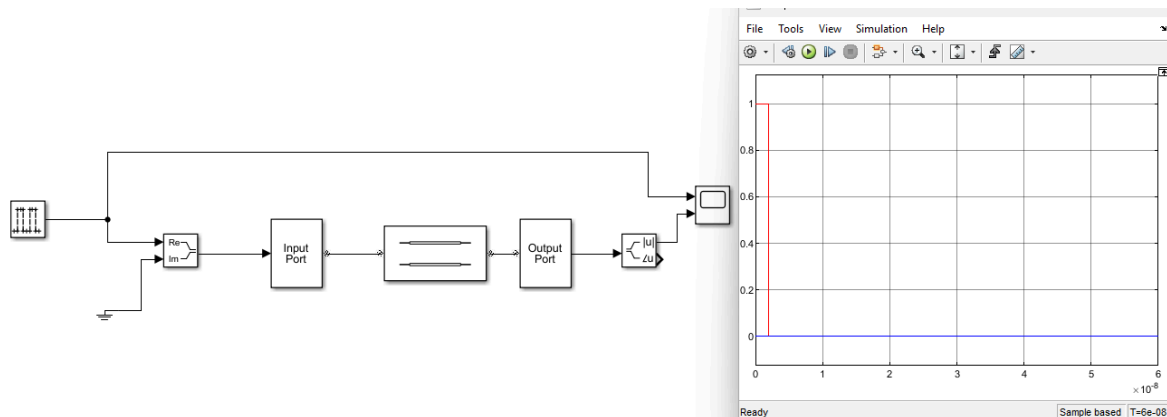 File Tools View Simulation Help
1
0.8
0.6
0.4
0.2
0
0 1 2 3 4 5 6
×10-8
Ready Sample based T=6e-08
Re
Im
Input
Port
Output
Port
|u|
∠u